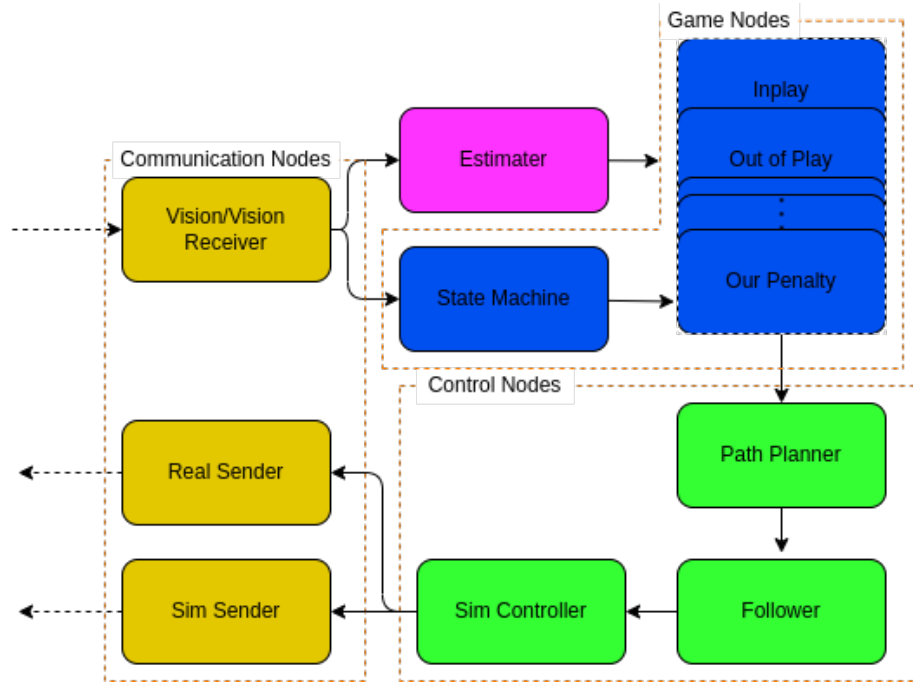 Game Nodes
Inplay
Estimater
Out of Play
Communication Nodes
Vision/Vision
Receiver
State Machine
Our Penalty
Control Nodes
Path Planner
Real Sender
Sim Sender
Sim Controller
Follower